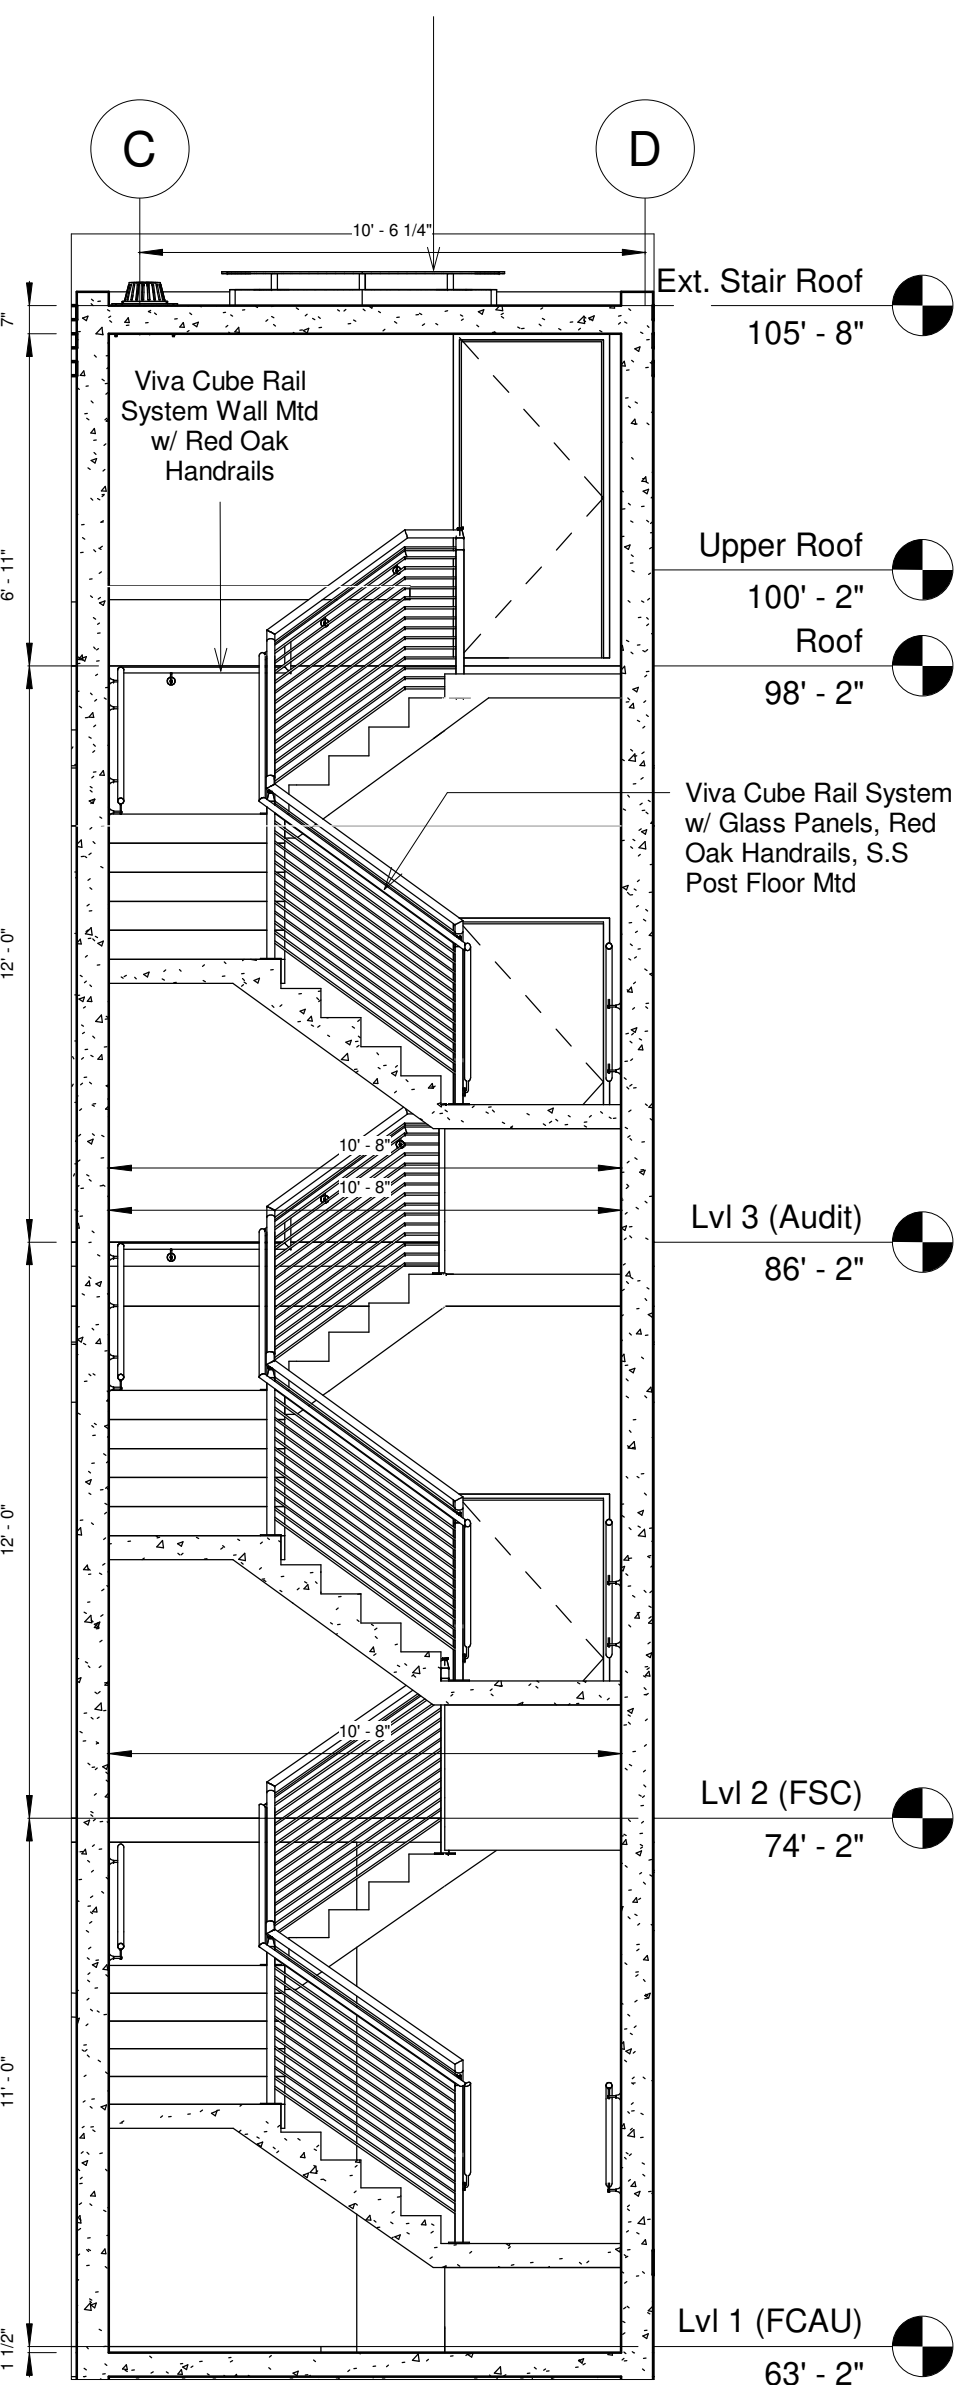 C
D
10' - 6 1/4"
Ext. Stair Roof
105' - 8"
7"
Viva Cube Rail
System Wall Mtd
w/ Red Oak
Handrails
Upper Roof
100' - 2"
6' - 11"
Roof
98' - 2"
Viva Cube Rail System
w/ Glass Panels, Red
Oak Handrails, S.S
Post Floor Mtd
12' - 0"
10' - 8"
10' - 8"
Lvl 3 (Audit)
86' - 2"
12' - 0"
10' - 8"
Lvl 2 (FSC)
74' - 2"
11' - 0"
Lvl 1 (FCAU)
63' - 2"
1 1/2"